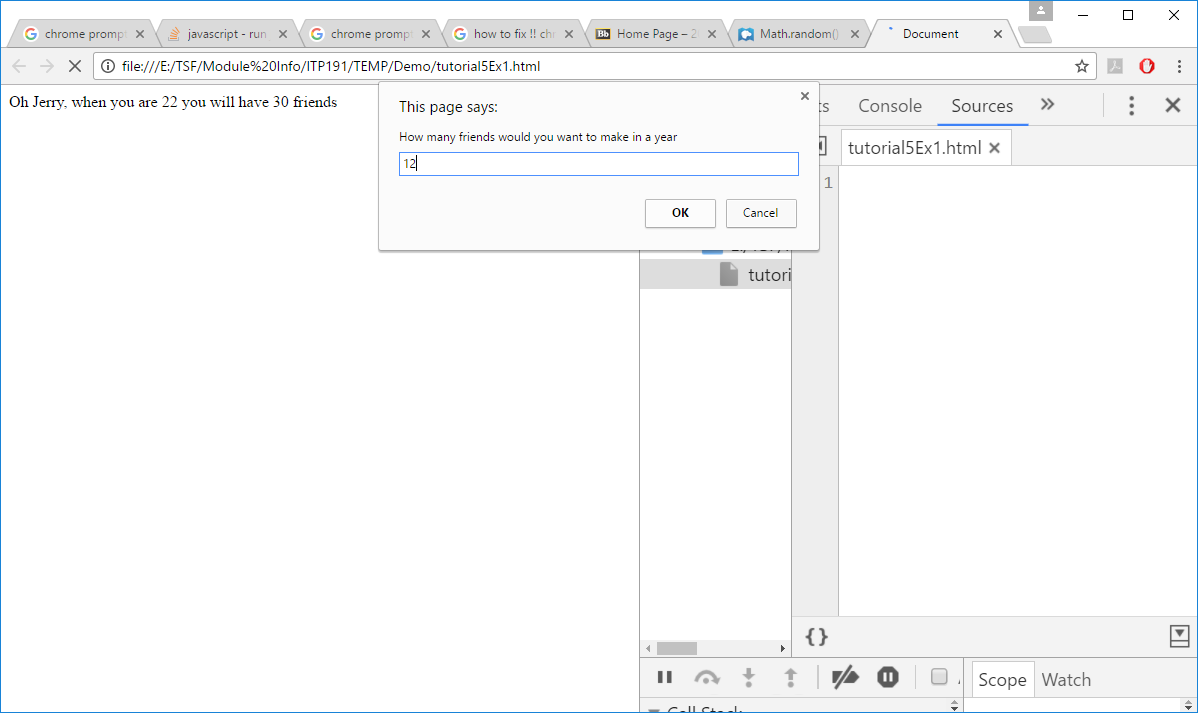 chrome promp
javascript - run
chrome promp
how to fix !! chr
Bb Home Page – 2
Math.random()
Document
file:///E:/TSF/Module%20Info/ITP191/TEMP/Demo/tutorial5Ex1.html
Oh Jerry, when you are 22 you will have 30 friends
This page says:
How many friends would you want to make in a year
12
OK
Cancel
Console
Sources
tutorial5Ex1.html
1
tutori
{}
Scope
Watch
Call Stack